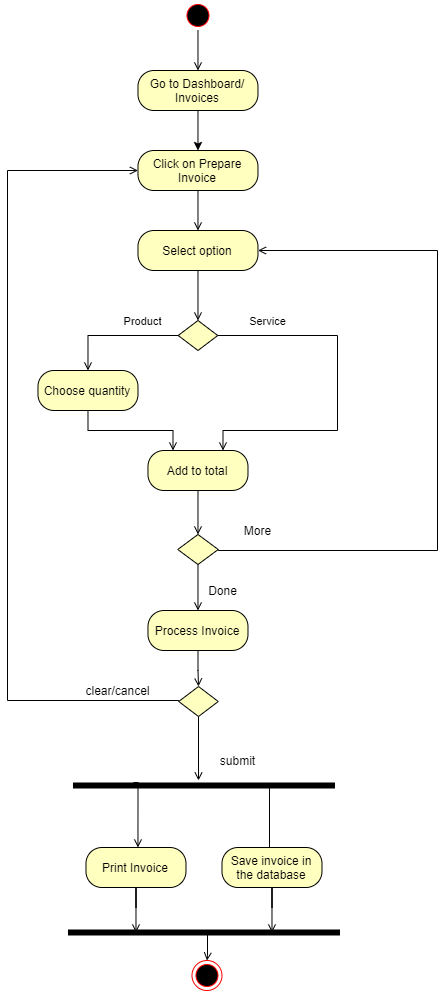 Go to Dashboard/
Invoices
Click on Prepare
Invoice
Select option
Product
Service
Choose quantity
Add to total
More
Done
Process Invoice
clear/cancel
submit
Print Invoice
Save invoice in
the database